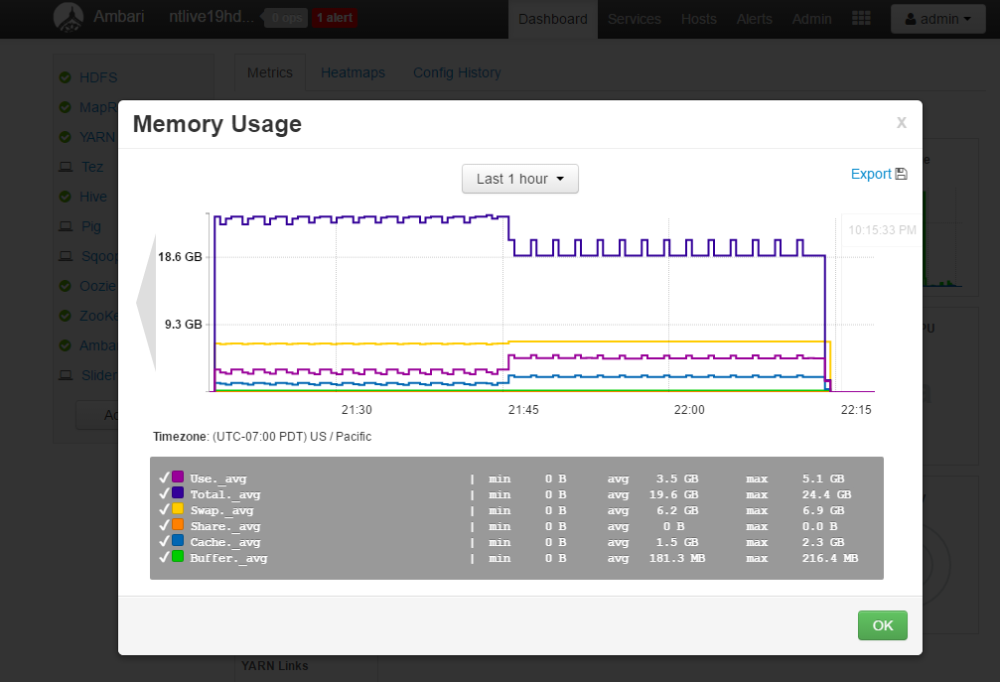 Ambari ntlive19hd... 0 ops 1 alert Dashboard Services Hosts Alerts Admin admin
Metrics Heatmaps Config History
HDFS
MapR
YARN
Tez
Hive
Pig
Sqoop
Oozie
ZooKe
Ambar
Slider
Memory Usage X
Last 1 hour
Export
10:15:33 PM
18.6 GB
9.3 GB
21:30 21:45 22:00 22:15
Timezone: (UTC-07:00 PDT) US / Pacific
Use._avg | min 0 B avg 3.5 GB max 5.1 GB
Total._avg | min 0 B avg 19.6 GB max 24.4 GB
Swap._avg | min 0 B avg 6.2 GB max 6.9 GB
Share._avg | min 0 B avg 0 B max 0.0 B
Cache._avg | min 0 B avg 1.5 GB max 2.3 GB
Buffer._avg | min 0 B avg 181.3 MB max 216.4 MB
OK
YARN Links